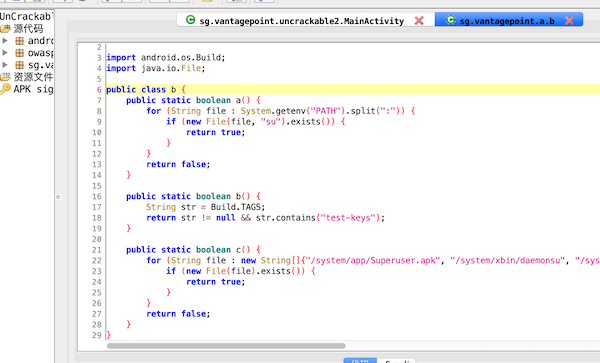 UnCrackabl
源代码
andro
owasp
sg.va
资源文件
APK sig
sg.vantagepoint.uncrackable2.MainActivity
sg.vantagepoint.a.b
2
3 import android.os.Build;
4 import java.io.File;
5
6 public class b {
7 public static boolean a() {
8 for (String file : System.getenv("PATH").split(":")) {
9 if (new File(file, "su").exists()) {
10 return true;
11 }
12 }
13 return false;
14 }
15
16 public static boolean b() {
17 String str = Build.TAGS;
18 return str != null && str.contains("test-keys");
19 }
20
21 public static boolean c() {
22 for (String file : new String[]{"/system/app/Superuser.apk", "/system/xbin/daemonsu", "/sys
23 if (new File(file).exists()) {
24 return true;
25 }
26 }
27 return false;
28 }
29 }